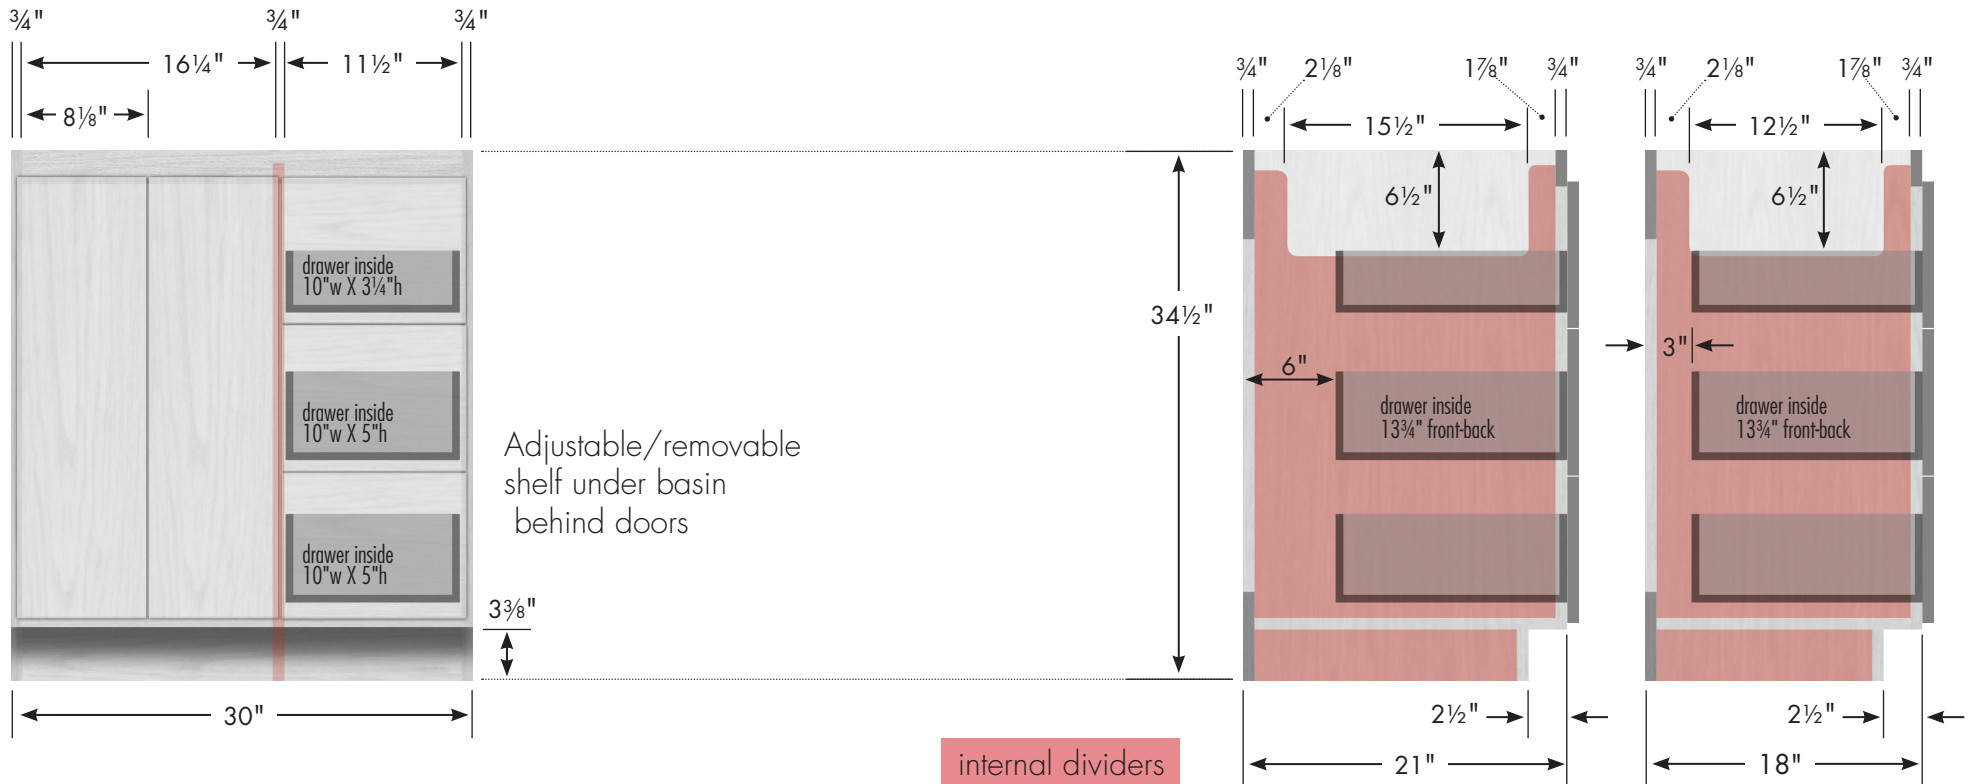 ¾" ¾" ¾"
16¼" 11½"
8⅛"
drawer inside
10"w X 3¼"h
drawer inside
10"w X 5"h
drawer inside
10"w X 5"h
30"
3⅜"
Adjustable/removable
shelf under basin
behind doors
34½"
internal dividers
¾" 2⅛" 1⅞" ¾"
15½"
6½"
6"
drawer inside
13¾" front-back
2½"
21"
¾" 2⅛" 1⅞" ¾"
12½"
6½"
3"
drawer inside
13¾" front-back
2½"
18"